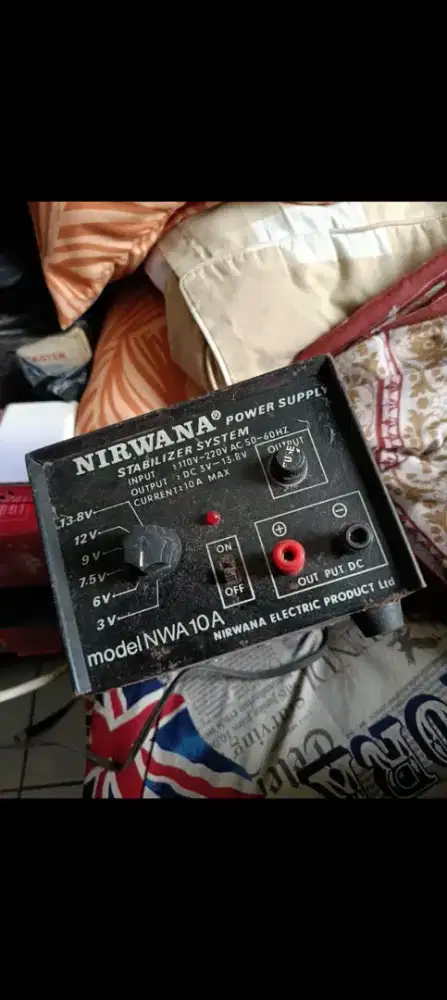 NIRWANA® POWER SUPPLY
STABILIZER SYSTEM
INPUT : 110V-220V AC 50-60HZ
OUTPUT : DC 3V-13.8V
CURRENT: 10A MAX
OUTPUT
FUSE
13.8V
12V
9V
7.5V
6V
3V
ON
OFF
+
−
OUT PUT DC
model NWA 10A
NIRWANA ELECTRIC PRODUCT Ltd